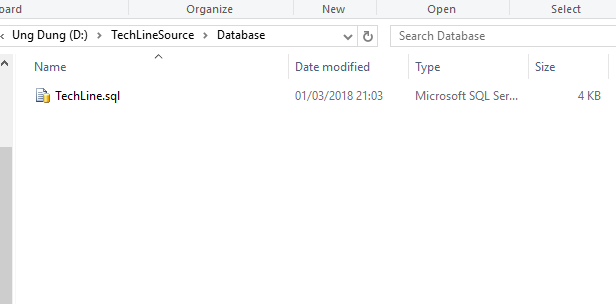 oard Organize New Open Select
Ung Dung (D:) TechLineSource Database Search Database
Name Date modified Type Size
TechLine.sql 01/03/2018 21:03 Microsoft SQL Ser... 4 KB